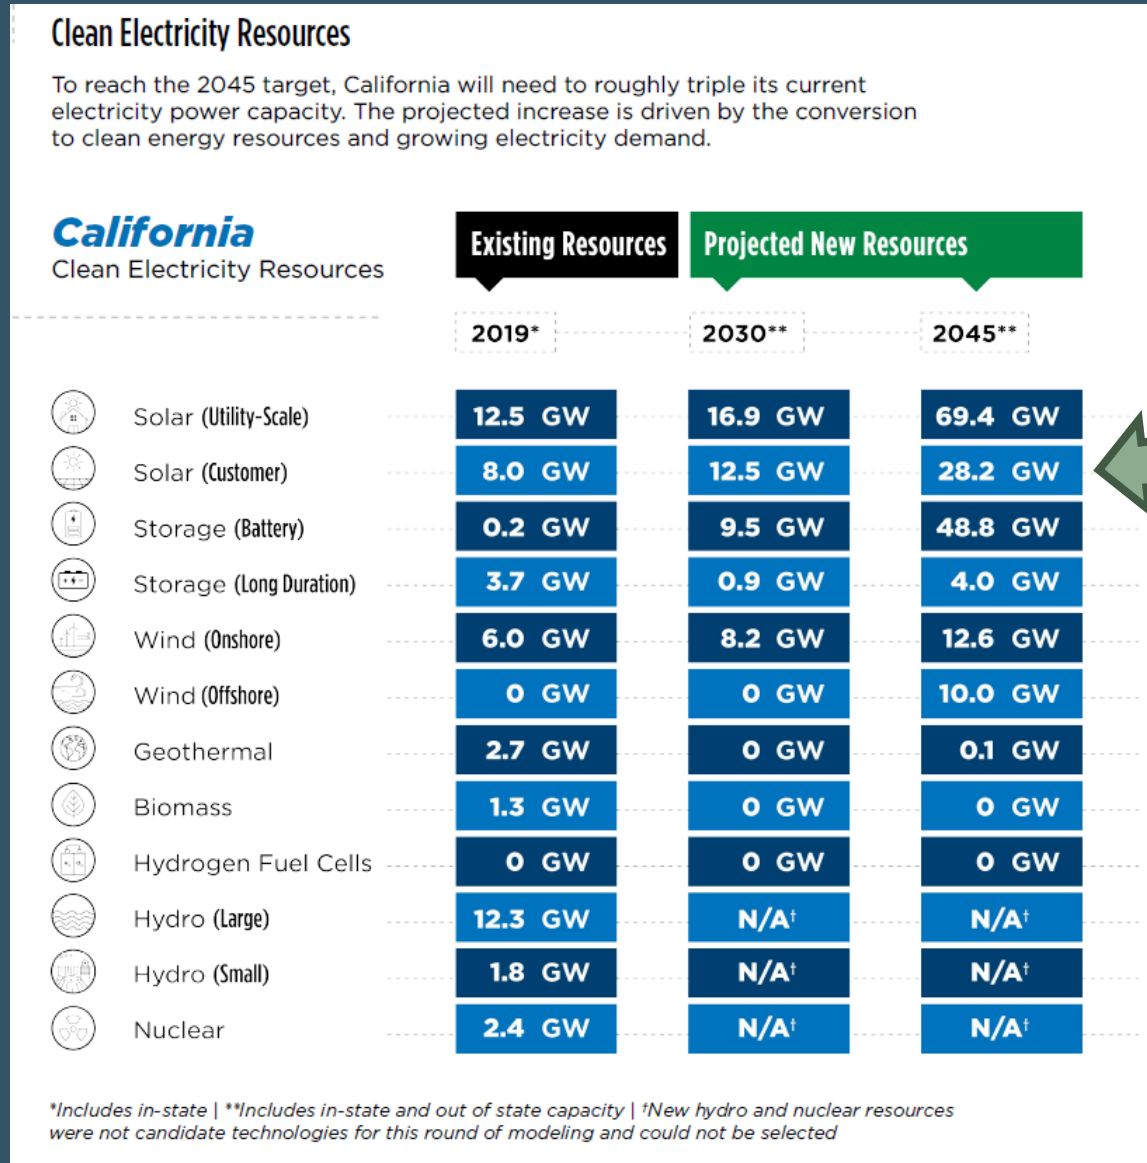 Clean Electricity Resources
To reach the 2045 target, California will need to roughly triple its current
electricity power capacity. The projected increase is driven by the conversion
to clean energy resources and growing electricity demand.
California
Clean Electricity Resources
Existing Resources Projected New Resources
2019* 2030** 2045**
Solar (Utility-Scale) 12.5 GW 16.9 GW 69.4 GW
Solar (Customer) 8.0 GW 12.5 GW 28.2 GW
Storage (Battery) 0.2 GW 9.5 GW 48.8 GW
Storage (Long Duration) 3.7 GW 0.9 GW 4.0 GW
Wind (Onshore) 6.0 GW 8.2 GW 12.6 GW
Wind (Offshore) 0 GW 0 GW 10.0 GW
Geothermal 2.7 GW 0 GW 0.1 GW
Biomass 1.3 GW 0 GW 0 GW
Hydrogen Fuel Cells 0 GW 0 GW 0 GW
Hydro (Large) 12.3 GW N/A† N/A†
Hydro (Small) 1.8 GW N/A† N/A†
Nuclear 2.4 GW N/A† N/A†
*Includes in-state | **Includes in-state and out of state capacity | †New hydro and nuclear resources
were not candidate technologies for this round of modeling and could not be selected